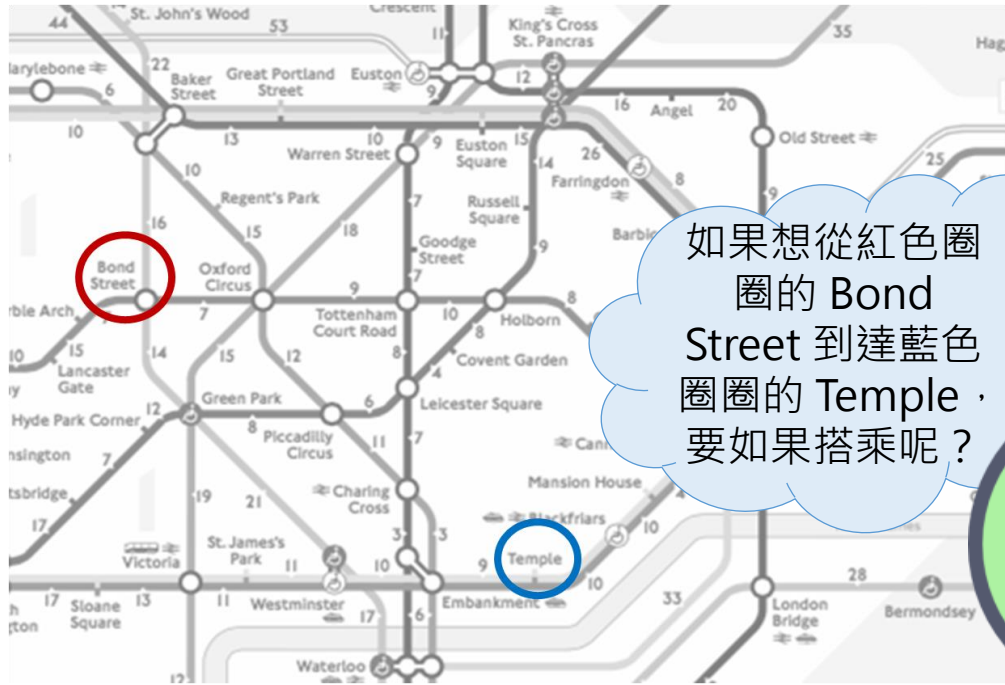 St. John's Wood
53
44
Crescent
11
King's Cross
St. Pancras
35
Hag
arylebone
22
Baker
Street
Great Portland
Street
Euston
6
9
12
16
Angel
20
Old Street
10
13
10
Warren Street
9
Euston
Square
15
14
26
Farringdon
8
25
9
10
Regent's Park
7
Russell
Square
Barbi
16
15
18
Goodge
Street
9
7
Bond
Street
Oxford
Circus
9
Tottenham
Court Road
10
Holborn
8
rble Arch
7
10
15
Lancaster
Gate
14
15
12
8
8
4
Covent Garden
Hyde Park Corner
12
Green Park
8
Piccadilly
Circus
6
Leicester Square
nsington
7
11
7
Cann
tsbridge
17
19
21
Charing
Cross
Mansion House
4
Blackfriars
10
Victoria
St. James's
Park
11
10
3
3
9
Temple
10
17
gton
Sloane
Square
13
11
Westminster
17
Embankment
6
33
London
Bridge
28
Bermondsey
12
Waterloo
如果想從紅色圈
圈的 Bond
Street 到達藍色
圈圈的 Temple，
要如果搭乘呢？